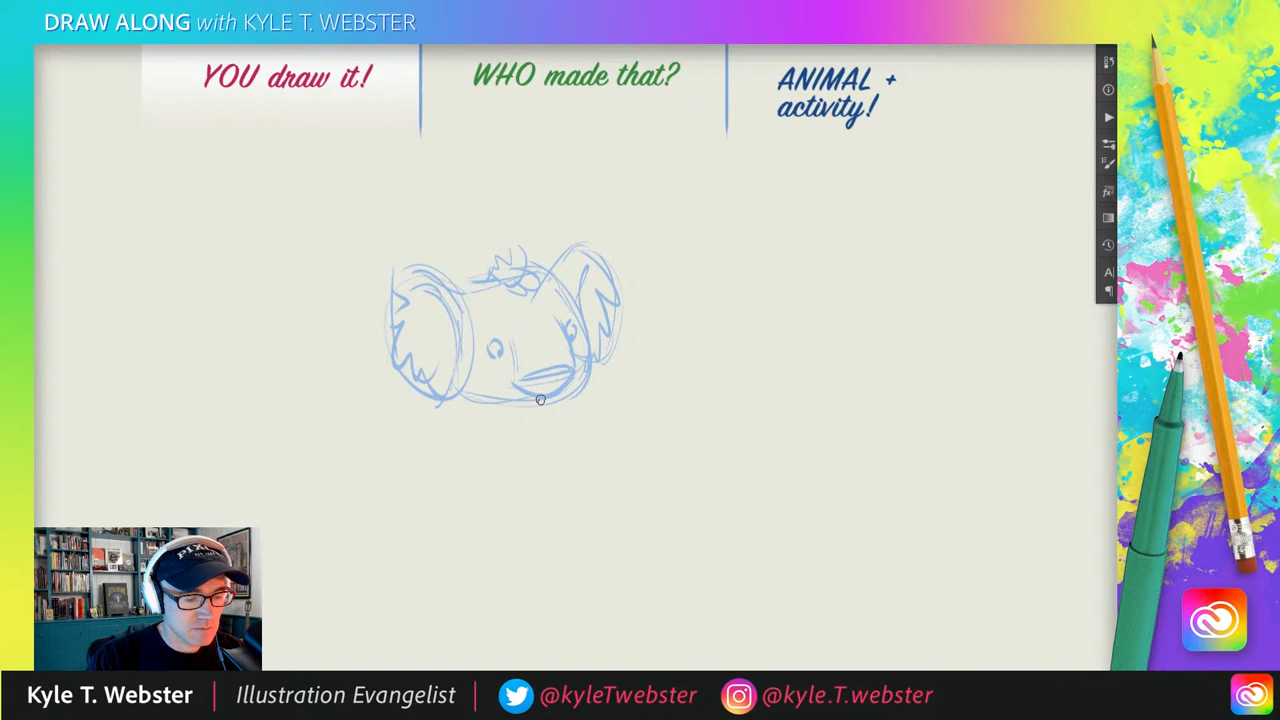 DRAW ALONG with KYLE T. WEBSTER
YOU draw it!
WHO made that?
ANIMAL +
activity!
Kyle T. Webster | Illustration Evangelist | @kyleTwebster @kyle.T.webster